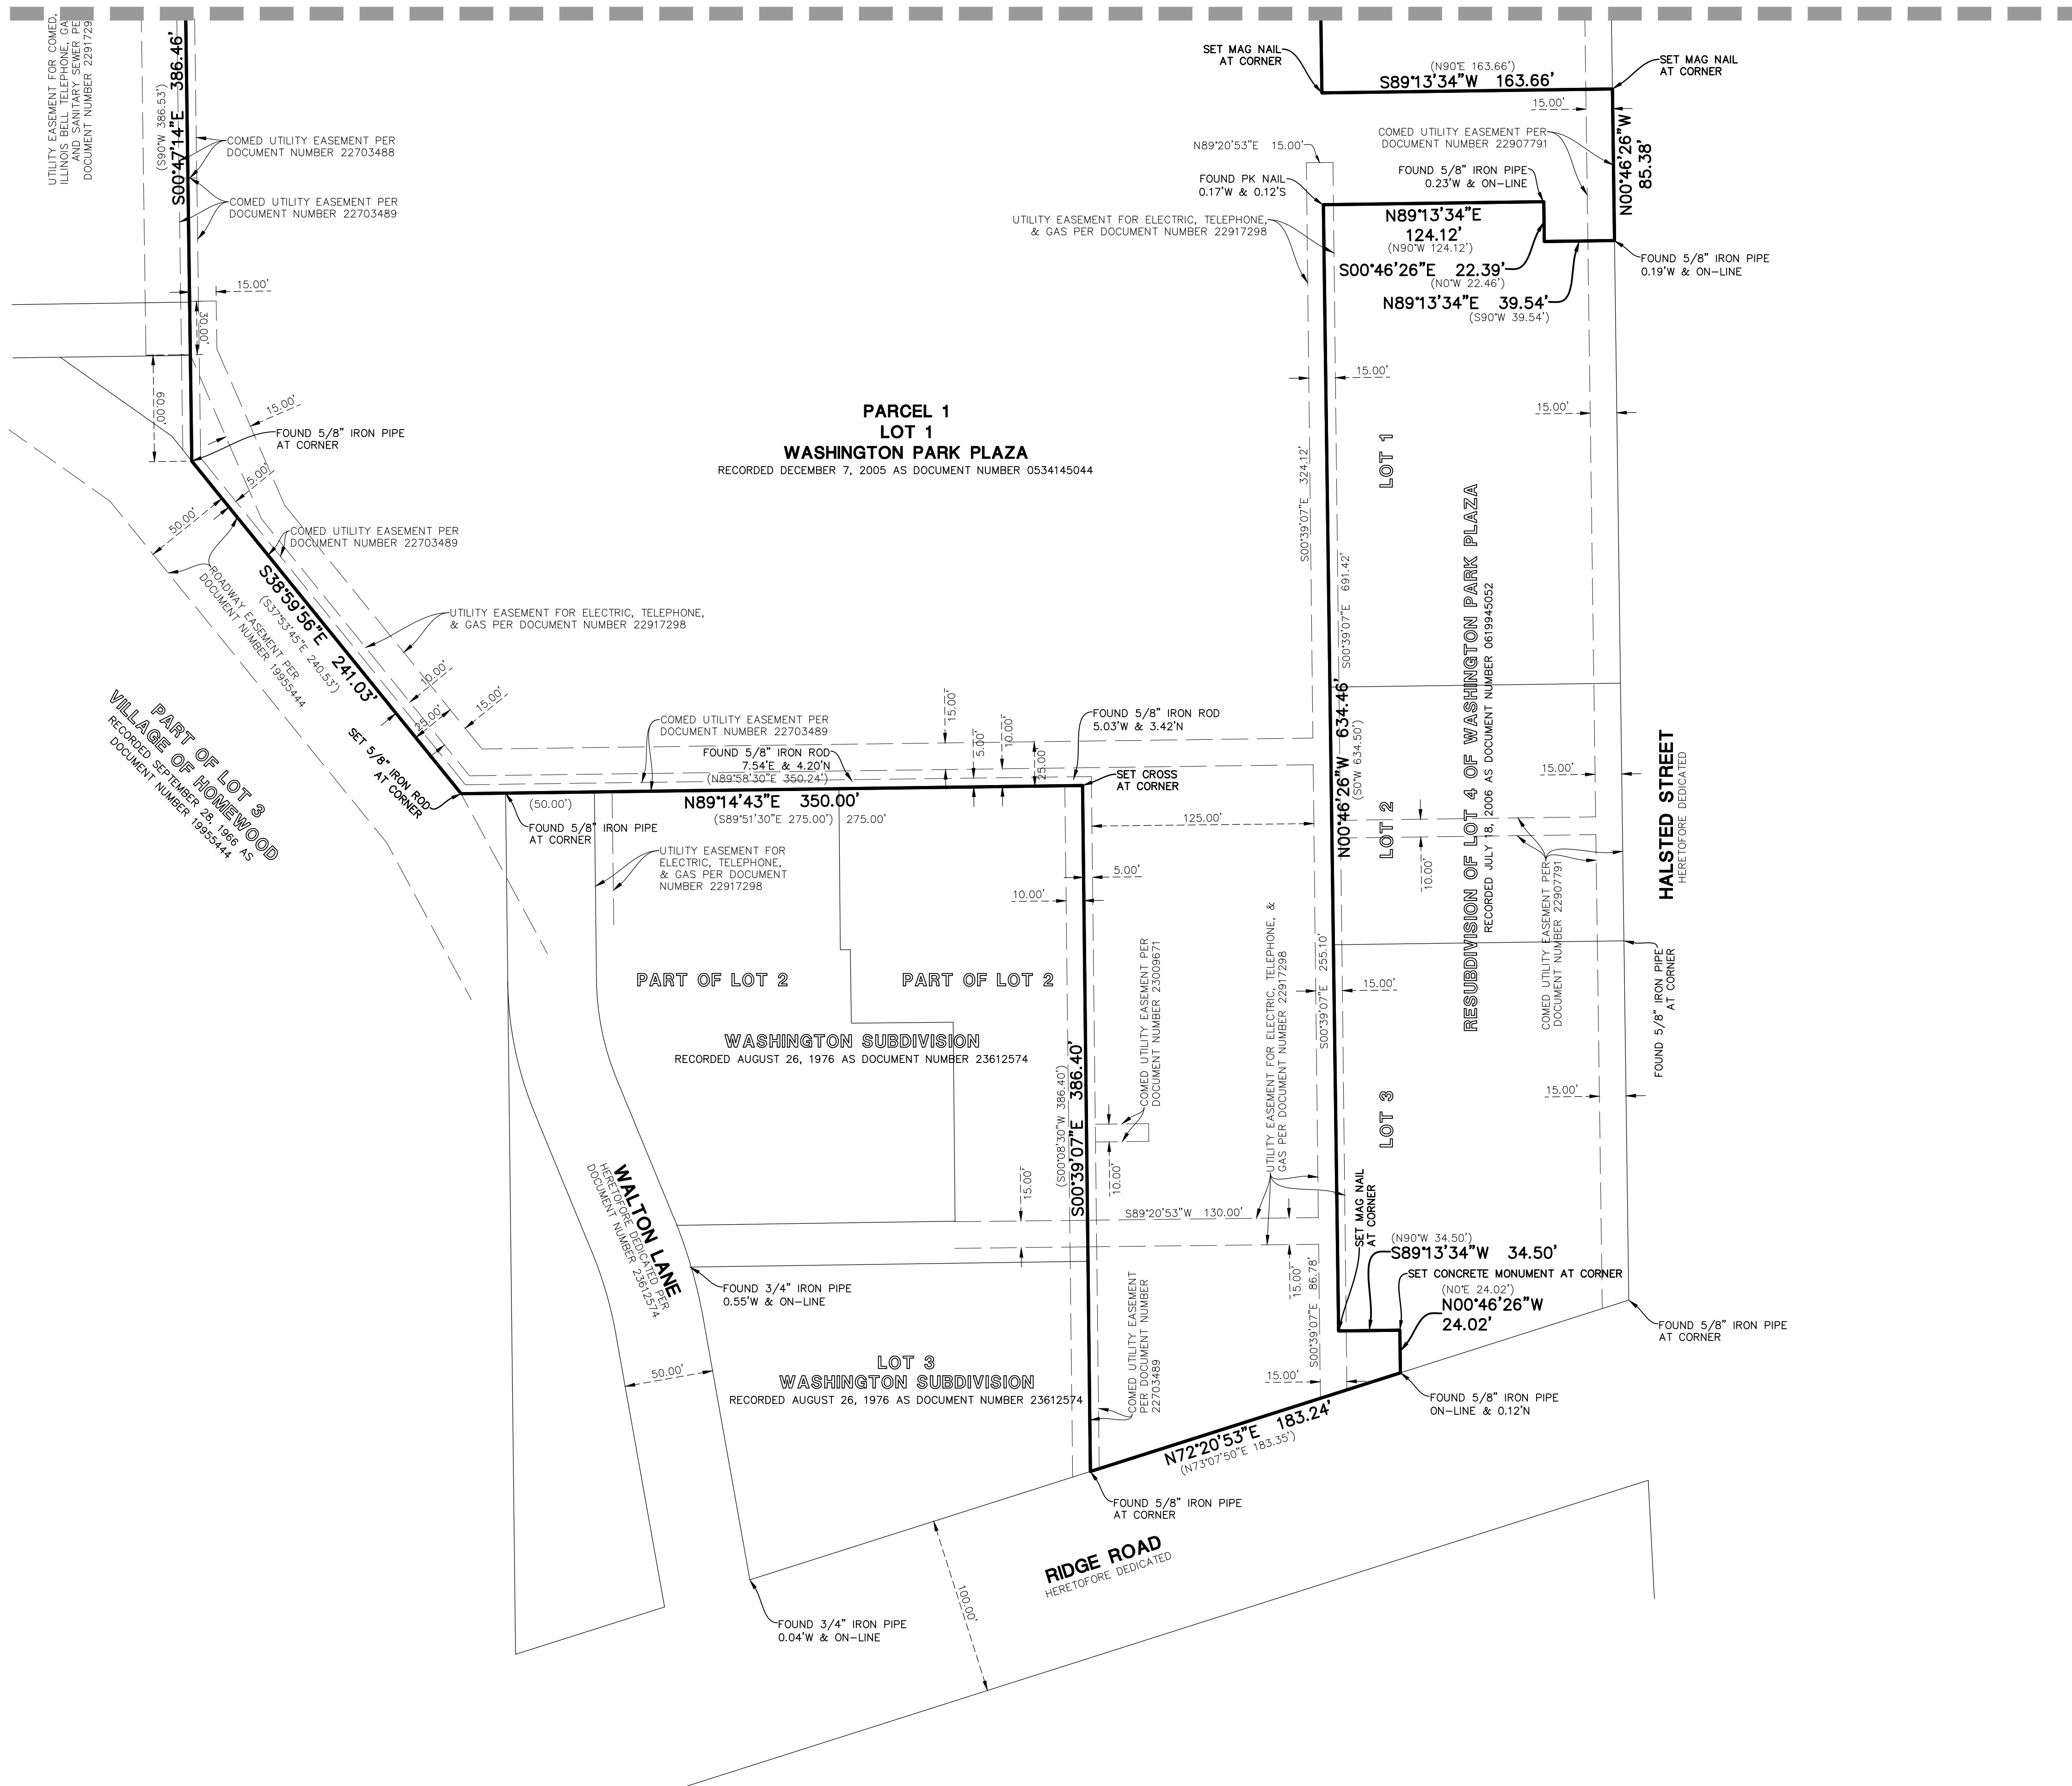 UTILITY EASEMENT FOR COMED,
ILLINOIS BELL TELEPHONE, GA
AND SANITARY SEWER PE
DOCUMENT NUMBER 2291729
(S90°W 386.53')
S00°47'14"E 386.46'
COMED UTILITY EASEMENT PER
DOCUMENT NUMBER 22703488
COMED UTILITY EASEMENT PER
DOCUMENT NUMBER 22703489
15.00'
30.00'
60.00'
15.00'
FOUND 5/8" IRON PIPE
AT CORNER
5.00'
50.00'
COMED UTILITY EASEMENT PER
DOCUMENT NUMBER 22703489
S38°59'56"E 241.03'
(S37°53'45"E 240.53')
ROADWAY EASEMENT PER
DOCUMENT NUMBER 19955444
UTILITY EASEMENT FOR ELECTRIC, TELEPHONE,
& GAS PER DOCUMENT NUMBER 22917298
10.00'
15.00'
25.00'
SET 5/8" IRON ROD
AT CORNER
PART OF LOT 3
VILLAGE OF HOMEWOOD
RECORDED SEPTEMBER 28, 1966 AS
DOCUMENT NUMBER 19955444
PARCEL 1
LOT 1
WASHINGTON PARK PLAZA
RECORDED DECEMBER 7, 2005 AS DOCUMENT NUMBER 0534145044
SET MAG NAIL
AT CORNER
(N90°E 163.66')
S89°13'34"W 163.66'
SET MAG NAIL
AT CORNER
15.00'
COMED UTILITY EASEMENT PER
DOCUMENT NUMBER 22907791
N00°46'26"W
85.38'
N89°20'53"E 15.00'
FOUND PK NAIL
0.17'W & 0.12'S
FOUND 5/8" IRON PIPE
0.23'W & ON-LINE
UTILITY EASEMENT FOR ELECTRIC, TELEPHONE,
& GAS PER DOCUMENT NUMBER 22917298
N89°13'34"E
124.12'
(N90°W 124.12')
S00°46'26"E 22.39'
(N0°W 22.46')
N89°13'34"E 39.54'
(S90°W 39.54')
FOUND 5/8" IRON PIPE
0.19'W & ON-LINE
15.00'
15.00'
LOT 1
S00°39'07"E 324.12'
S00°39'07"E 691.42'
N00°46'26"W 634.46'
(S0°W 634.50')
RESUBDIVISION OF LOT 4 OF WASHINGTON PARK PLAZA
RECORDED JULY 18, 2006 AS DOCUMENT NUMBER 0619945052
HALSTED STREET
HERETOFORE DEDICATED
15.00'
LOT 2
10.00'
COMED UTILITY EASEMENT PER
DOCUMENT NUMBER 22907791
FOUND 5/8" IRON PIPE
AT CORNER
15.00'
LOT 3
COMED UTILITY EASEMENT PER
DOCUMENT NUMBER 22703489
FOUND 5/8" IRON ROD
7.54'E & 4.20'N
(N89°58'30"E 350.24')
N89°14'43"E 350.00'
(S89°51'30"E 275.00')
275.00'
(50.00')
15.00'
5.00'
10.00'
25.00'
FOUND 5/8" IRON ROD
5.03'W & 3.42'N
SET CROSS
AT CORNER
125.00'
5.00'
10.00'
FOUND 5/8" IRON PIPE
AT CORNER
UTILITY EASEMENT FOR
ELECTRIC, TELEPHONE,
& GAS PER DOCUMENT
NUMBER 22917298
PART OF LOT 2
PART OF LOT 2
WASHINGTON SUBDIVISION
RECORDED AUGUST 26, 1976 AS DOCUMENT NUMBER 23612574
(S00°08'30"W 386.40')
S00°39'07"E 386.40'
COMED UTILITY EASEMENT PER
DOCUMENT NUMBER 23009671
10.00'
15.00'
UTILITY EASEMENT FOR ELECTRIC, TELEPHONE, &
GAS PER DOCUMENT NUMBER 22917298
S00°39'07"E 255.10'
15.00'
S89°20'53"W 130.00'
15.00'
S00°39'07"E 86.78'
15.00'
SET MAG NAIL
AT CORNER
(N90°W 34.50')
S89°13'34"W 34.50'
SET CONCRETE MONUMENT AT CORNER
(N0°E 24.02')
N00°46'26"W
24.02'
FOUND 5/8" IRON PIPE
AT CORNER
FOUND 5/8" IRON PIPE
ON-LINE & 0.12'N
WALTON LANE
HERETOFORE DEDICATED PER
DOCUMENT NUMBER 23612574
FOUND 3/4" IRON PIPE
0.55'W & ON-LINE
COMED UTILITY EASEMENT
PER DOCUMENT NUMBER
22703489
50.00'
LOT 3
WASHINGTON SUBDIVISION
RECORDED AUGUST 26, 1976 AS DOCUMENT NUMBER 23612574
N72°20'53"E 183.24'
(N73°07'50"E 183.35')
FOUND 5/8" IRON PIPE
AT CORNER
RIDGE ROAD
HERETOFORE DEDICATED
100.00'
FOUND 3/4" IRON PIPE
0.04'W & ON-LINE